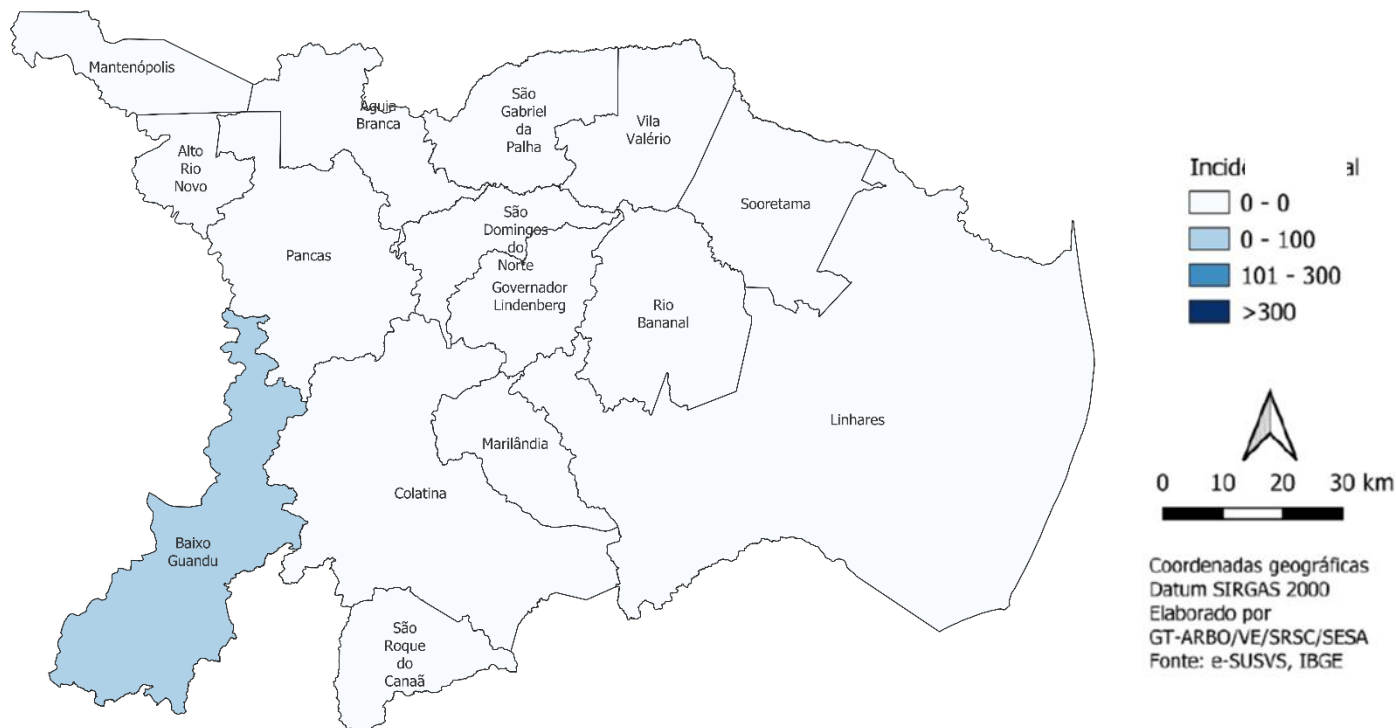 Mantenópolis
Águia
Branca
São
Gabriel
da
Palha
Vila
Valério
Alto
Rio
Novo
Sooretama
São
Domingos
do
Norte
Pancas
Governador
Lindenberg
Rio
Bananal
Linhares
Marilândia
Colatina
Baixo
Guandu
São
Roque
do
Canaã
0 - 0
0 - 100
101 - 300
>300
0 10 20 30 km
Coordenadas geográficas
Datum SIRGAS 2000
Elaborado por
GT-ARBO/VE/SRSC/SESA
Fonte: e-SUSVS, IBGE